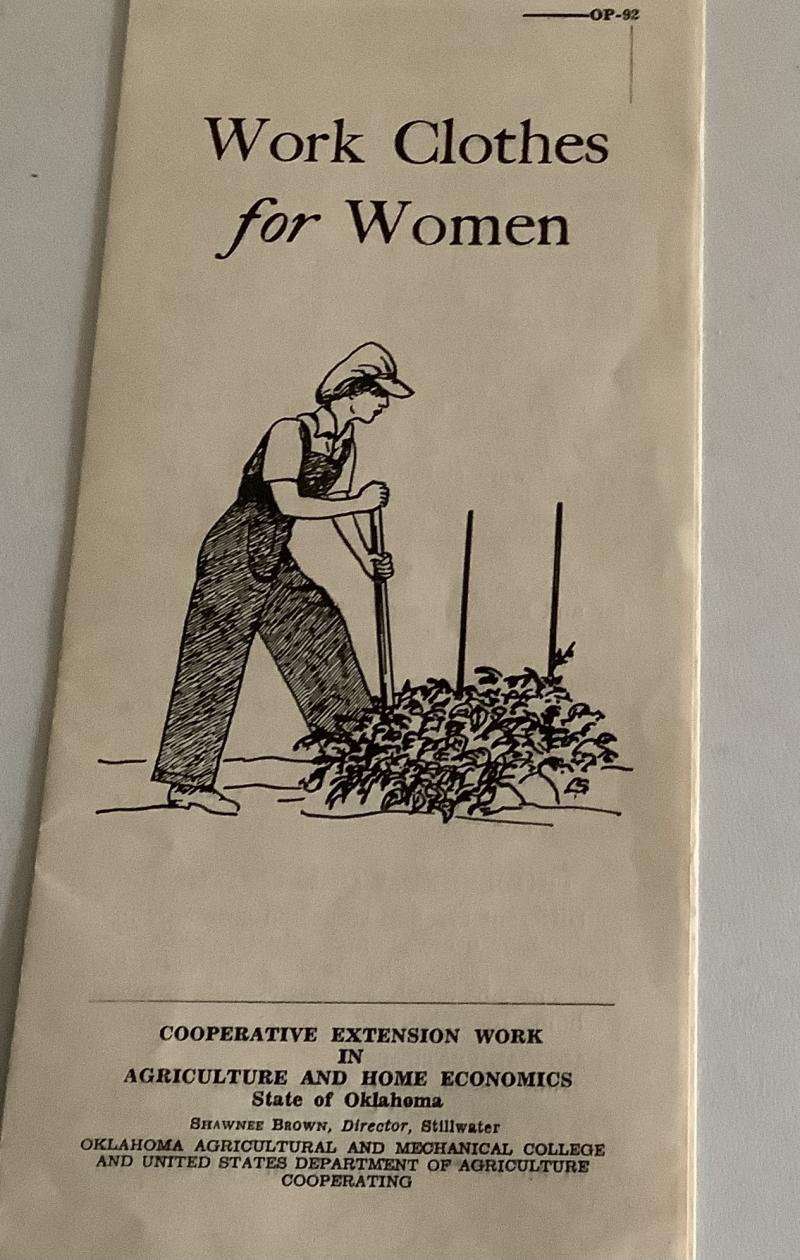 OP-92
Work Clothes
for Women
COOPERATIVE EXTENSION WORK
IN
AGRICULTURE AND HOME ECONOMICS
State of Oklahoma
SHAWNEE BROWN, Director, Stillwater
OKLAHOMA AGRICULTURAL AND MECHANICAL COLLEGE
AND UNITED STATES DEPARTMENT OF AGRICULTURE
COOPERATING